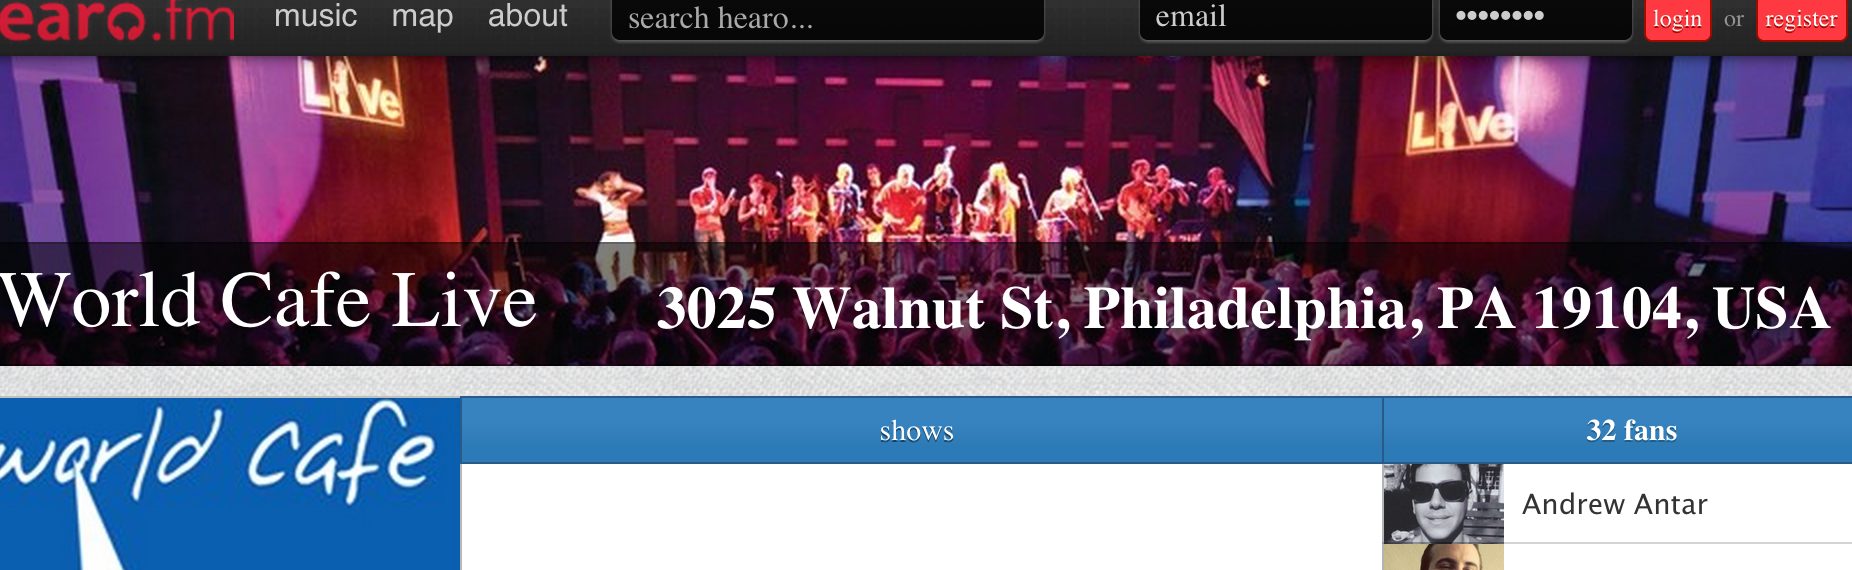 earo.fm music map about search hearo... email •••••••• login or register
LIve LIve
World Cafe Live 3025 Walnut St, Philadelphia, PA 19104, USA
world cafe shows 32 fans
Andrew Antar